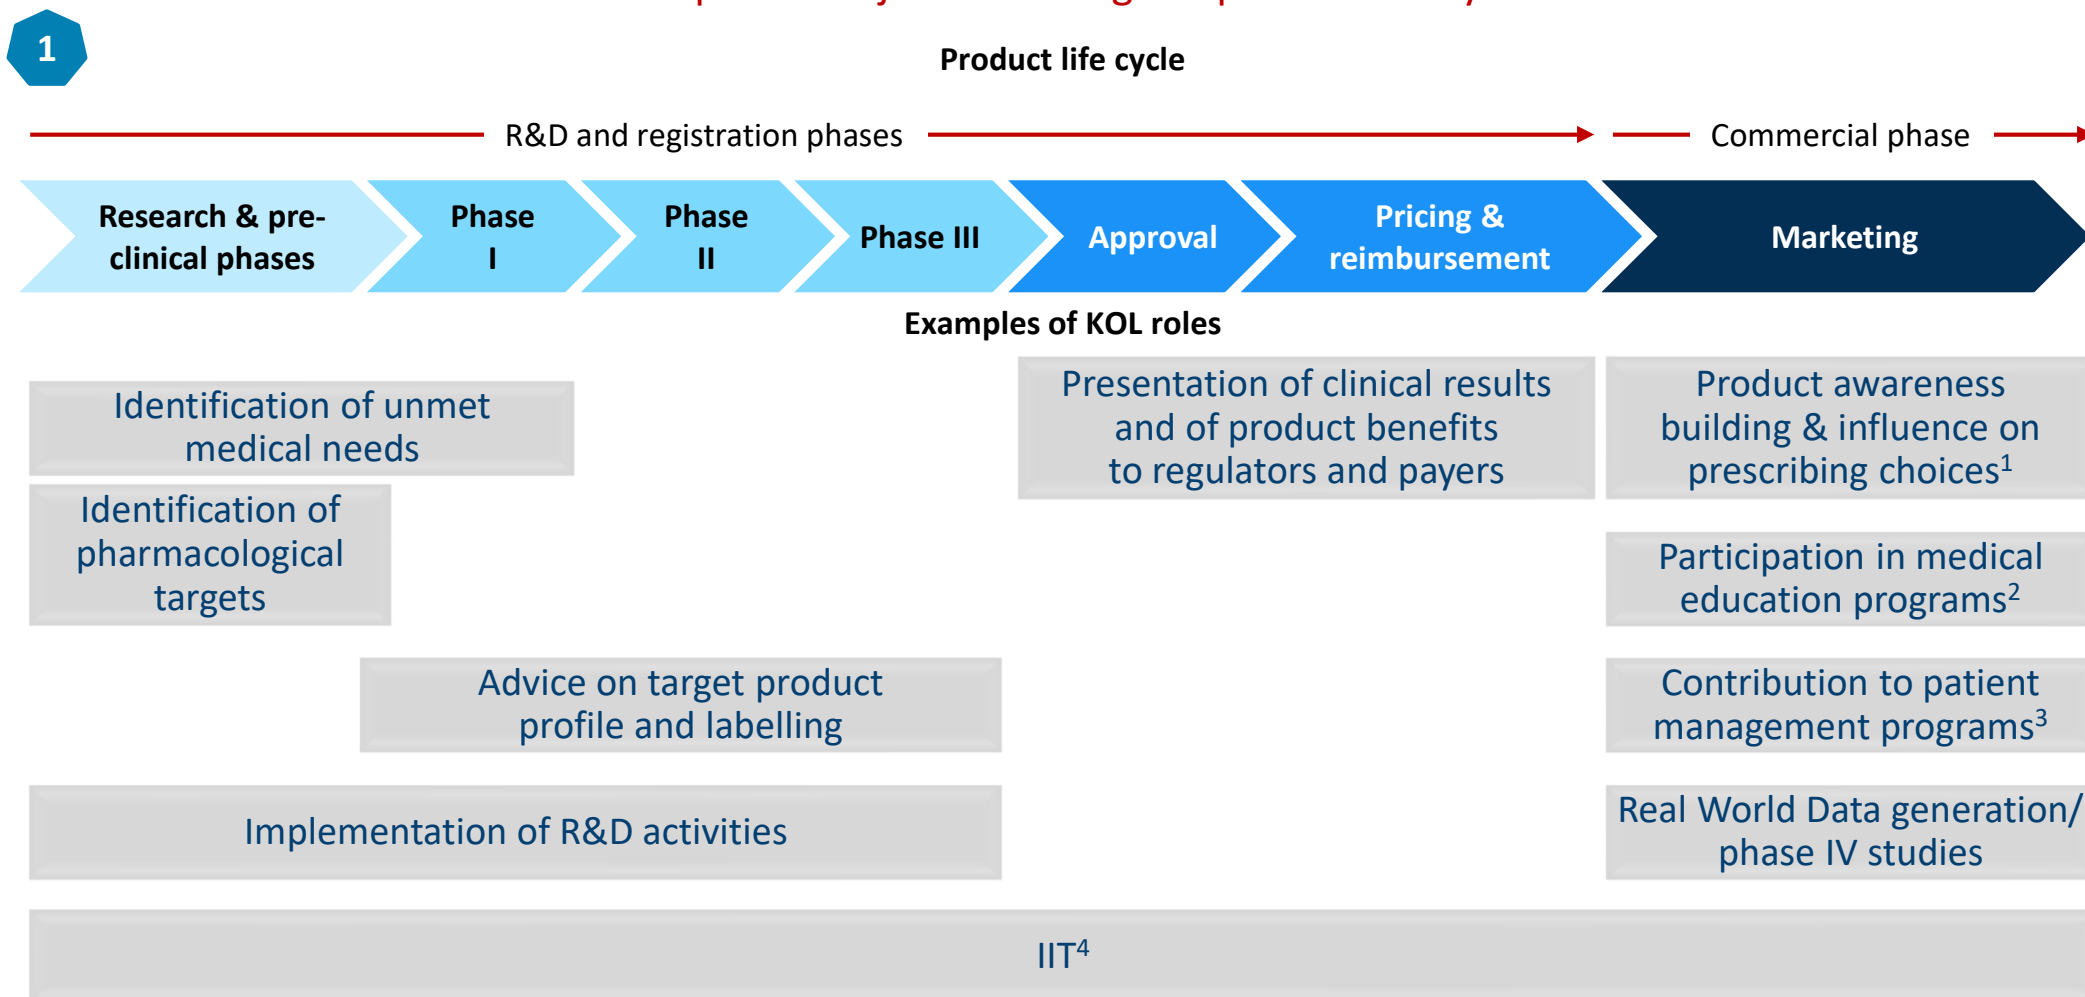 1
Product life cycle
R&D and registration phases
Commercial phase
Research & pre-
clinical phases
Phase
I
Phase
II
Phase III
Approval
Pricing &
reimbursement
Marketing
Examples of KOL roles
Identification of unmet
medical needs
Presentation of clinical results
and of product benefits
to regulators and payers
Product awareness
building & influence on
prescribing choices¹
Identification of
pharmacological
targets
Participation in medical
education programs²
Advice on target product
profile and labelling
Contribution to patient
management programs³
Implementation of R&D activities
Real World Data generation/
phase IV studies
IIT⁴